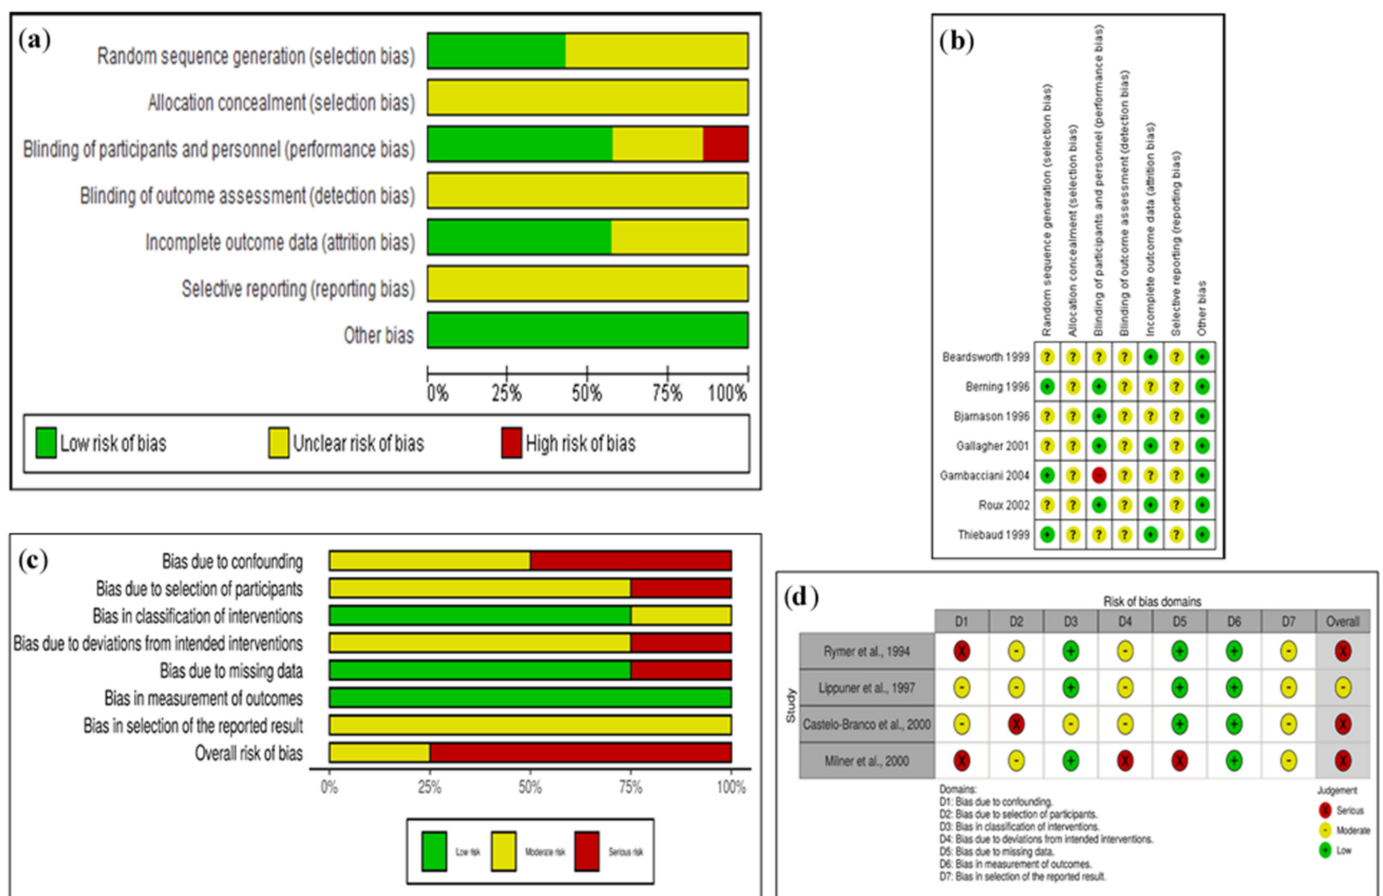 (a)
Random sequence generation (selection bias)
Allocation concealment (selection bias)
Blinding of participants and personnel (performance bias)
Blinding of outcome assessment (detection bias)
Incomplete outcome data (attrition bias)
Selective reporting (reporting bias)
Other bias
0% 25% 50% 75% 100%
Low risk of bias Unclear risk of bias High risk of bias
(b)
Random sequence generation (selection bias)
Allocation concealment (selection bias)
Blinding of participants and personnel (performance bias)
Blinding of outcome assessment (detection bias)
Incomplete outcome data (attrition bias)
Selective reporting (reporting bias)
Other bias
Beardsworth 1999 ? ? ? ? + ? +
Berning 1996 + ? + ? ? ? +
Bjarnason 1996 ? ? + ? ? ? +
Gallagher 2001 ? ? + ? + ? +
Gambacciani 2004 + ? - ? ? ? +
Roux 2002 ? ? + ? + ? +
Thiebaud 1999 + ? ? ? + ? +
(c)
Bias due to confounding
Bias due to selection of participants
Bias in classification of interventions
Bias due to deviations from intended interventions
Bias due to missing data
Bias in measurement of outcomes
Bias in selection of the reported result
Overall risk of bias
0% 25% 50% 75% 100%
Low risk Moderate risk Serious risk
(d)
Risk of bias domains
D1 D2 D3 D4 D5 D6 D7 Overall
Study
Rymer et al., 1994 X - + - + + - X
Lippuner et al., 1997 - - + - + + - -
Castelo-Branco et al., 2000 - X - - + + - X
Milner et al., 2000 X - + X X + - X
Domains:
D1: Bias due to confounding.
D2: Bias due to selection of participants.
D3: Bias in classification of interventions.
D4: Bias due to deviations from intended interventions.
D5: Bias due to missing data.
D6: Bias in measurement of outcomes.
D7: Bias in selection of the reported result.
Judgement
X Serious
- Moderate
+ Low